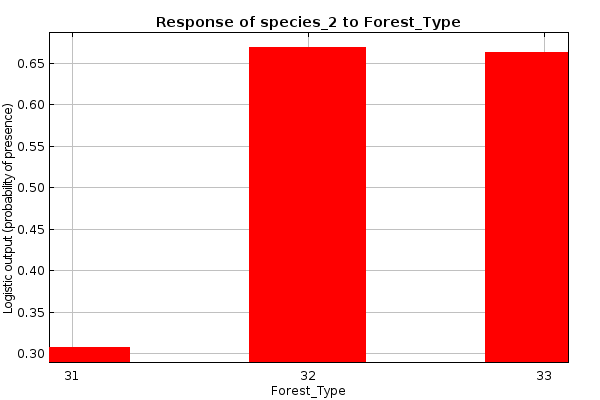 Response of species_2 to Forest_Type
Logistic output (probability of presence)
0.65
0.60
0.55
0.50
0.45
0.40
0.35
0.30
31 32 33
Forest_Type